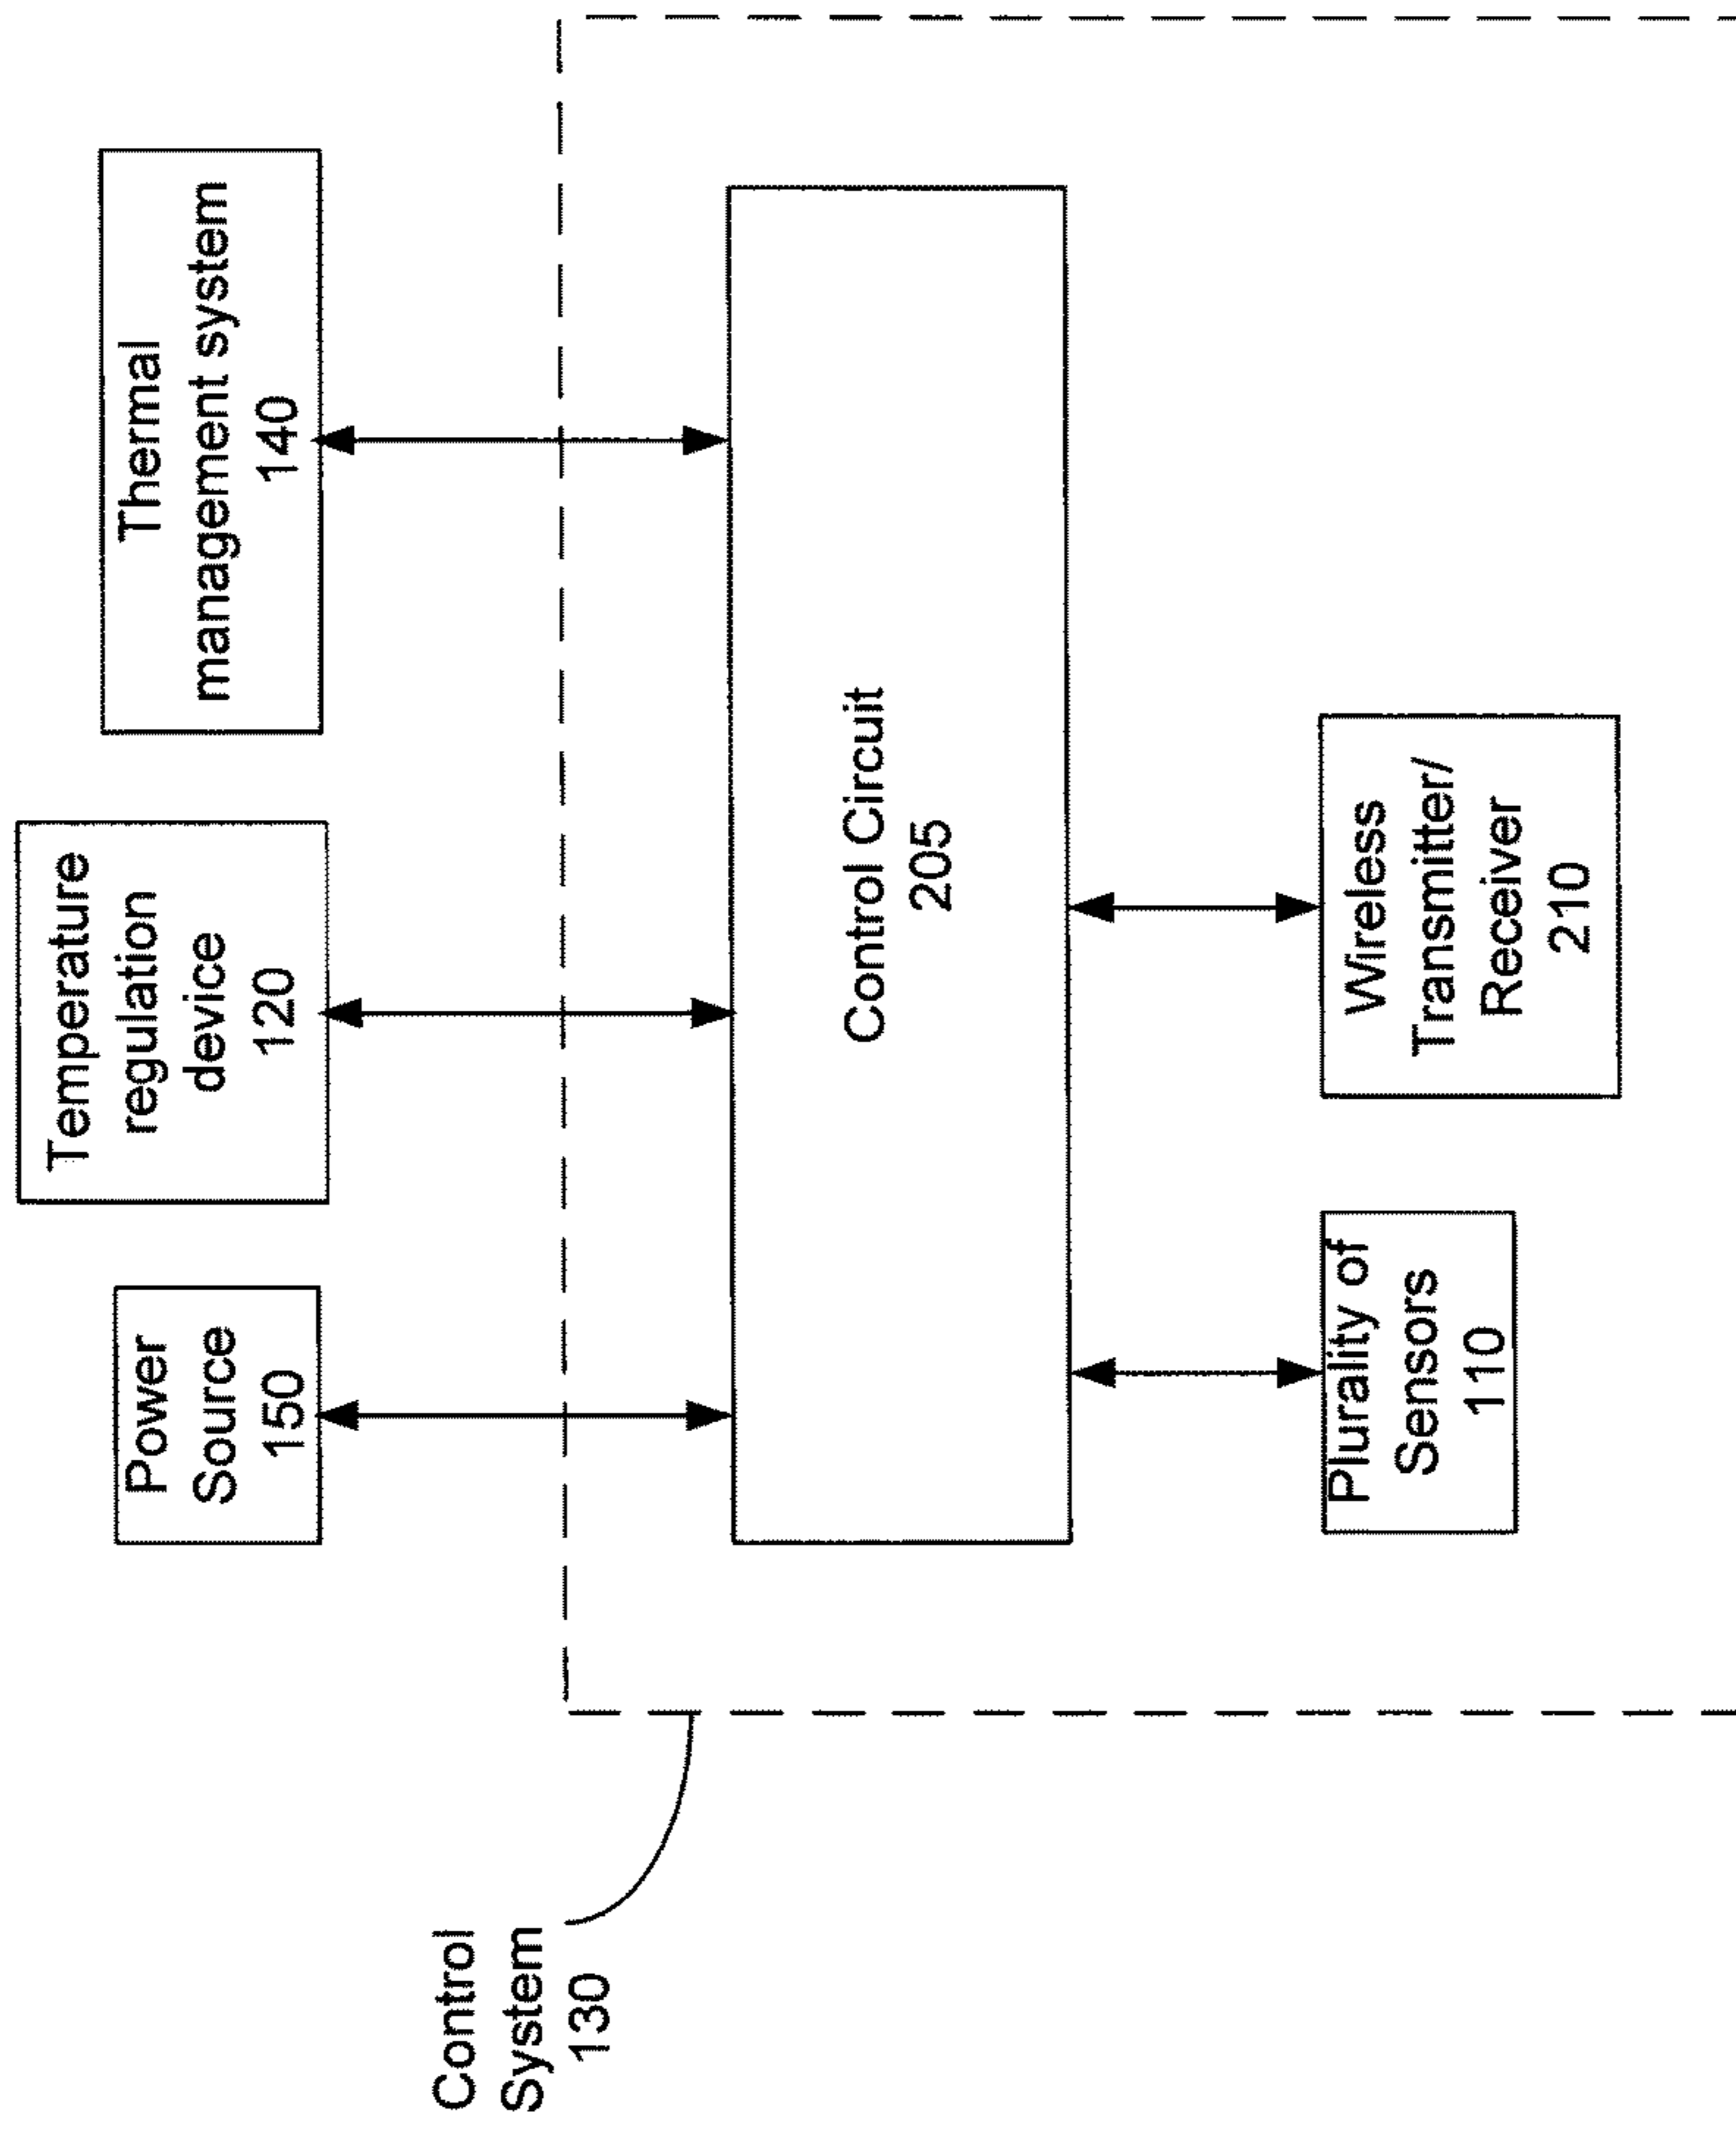 Control
System
130
Power
Source
150
Temperature
regulation
device
120
Thermal
management system
140
Control Circuit
205
Plurality of
Sensors
110
Wireless
Transmitter/
Receiver
210